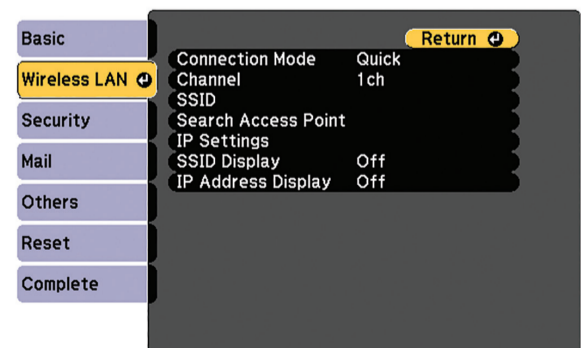 Basic
Wireless LAN
Security
Mail
Others
Reset
Complete
Return
Connection Mode Quick
Channel 1ch
SSID
Search Access Point
IP Settings
SSID Display Off
IP Address Display Off